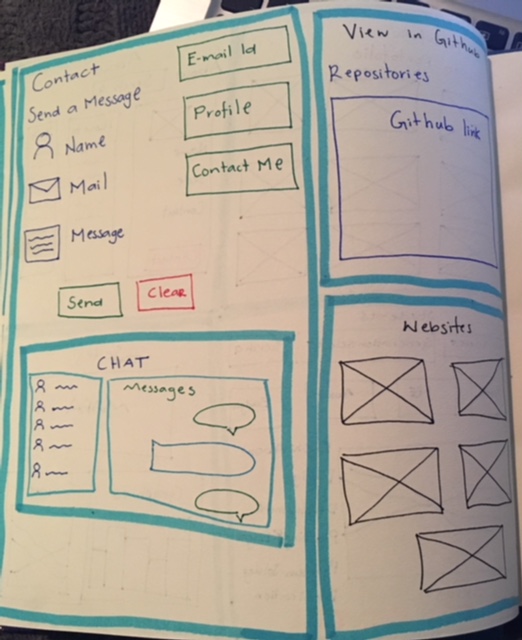 Contact
Send a Message
Name
Mail
Message
Send
Clear
E-mail Id
Profile
Contact Me
CHAT
Messages
View in Github
Repositories
Github link
Websites